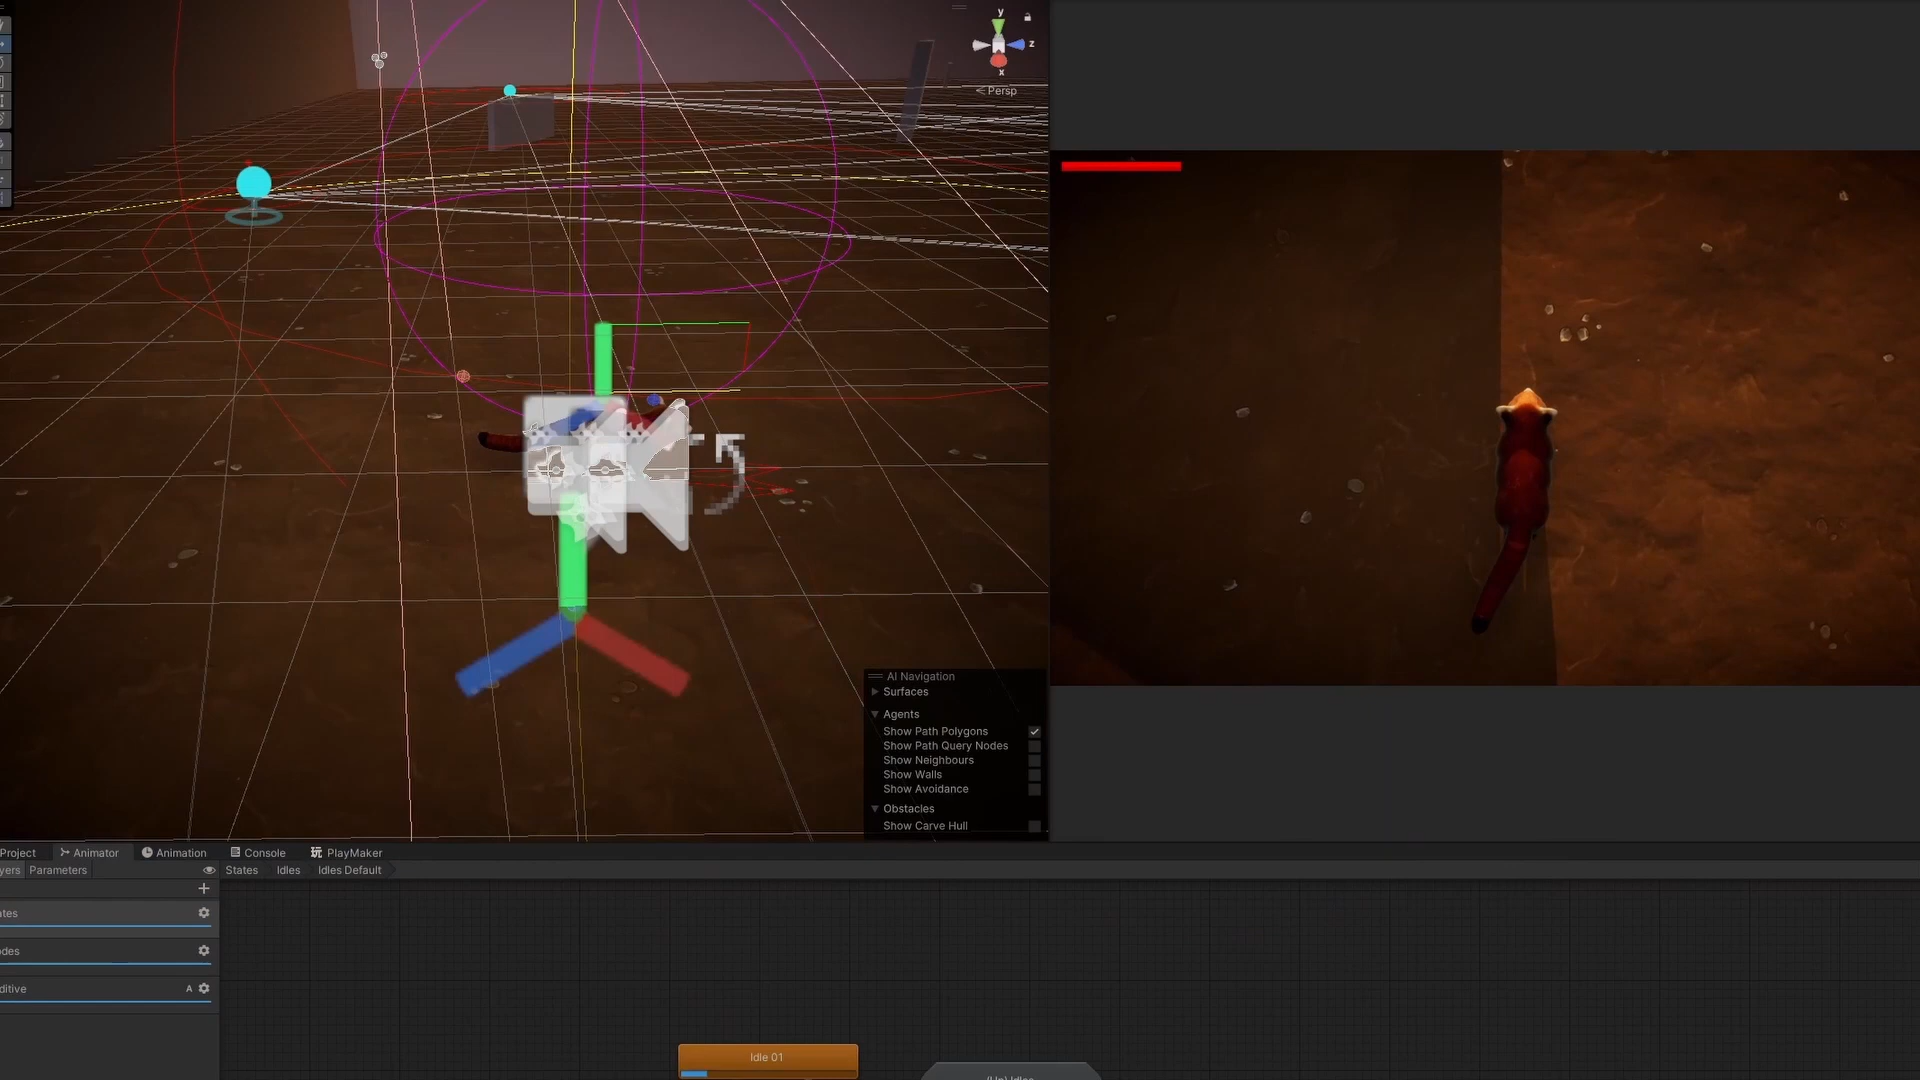 y
z
x
Persp
AI Navigation
Surfaces
Agents
Show Path Polygons
Show Path Query Nodes
Show Neighbours
Show Walls
Show Avoidance
Obstacles
Show Carve Hull
Project
Animator
Animation
Console
PlayMaker
yers
Parameters
States
Idles
Idles Default
ates
odes
ditive
A
Idle 01